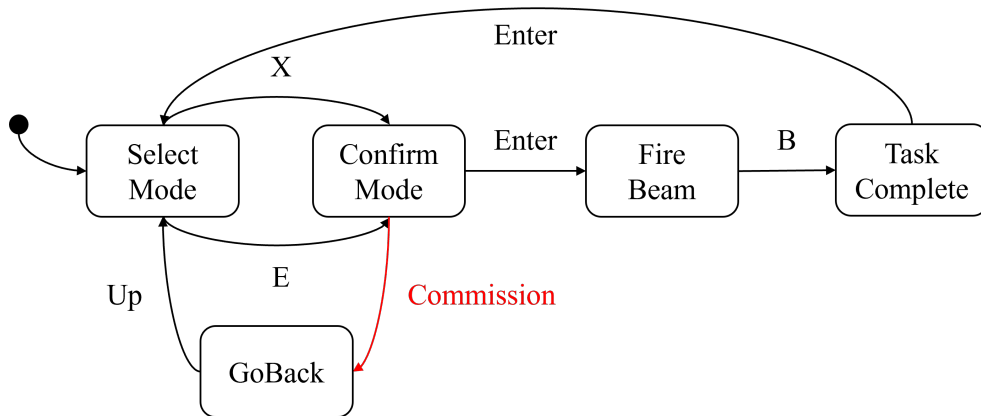 Enter
X
Select
Mode
Confirm
Mode
Enter
Fire
Beam
B
Task
Complete
Up
E
Commission
GoBack